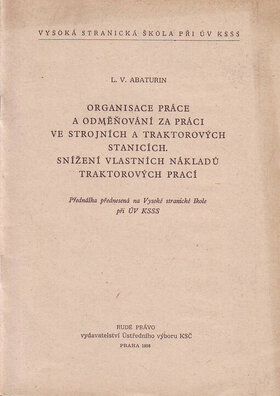 VYSOKÁ STRANICKÁ ŠKOLA PŘI ÚV KSSS
L. V. ABATURIN
ORGANISACE PRÁCE
A ODMĚŇOVÁNÍ ZA PRÁCI
VE STROJNÍCH A TRAKTOROVÝCH
STANICÍCH.
SNÍŽENÍ VLASTNÍCH NÁKLADŮ
TRAKTOROVÝCH PRACÍ
Přednáška přednesená na Vysoké stranické škole
při ÚV KSSS
RUDÉ PRÁVO
vydavatelství Ústředního výboru KSČ
PRAHA